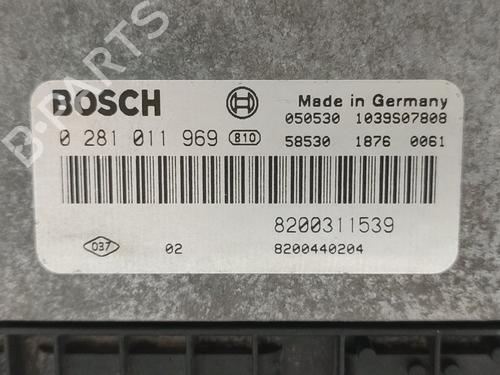 B-PARTS
BOSCH
Made in Germany
050530 1039S07808
0 281 011 969 810
58530 1876 0061
8200311539
037 02 8200440204